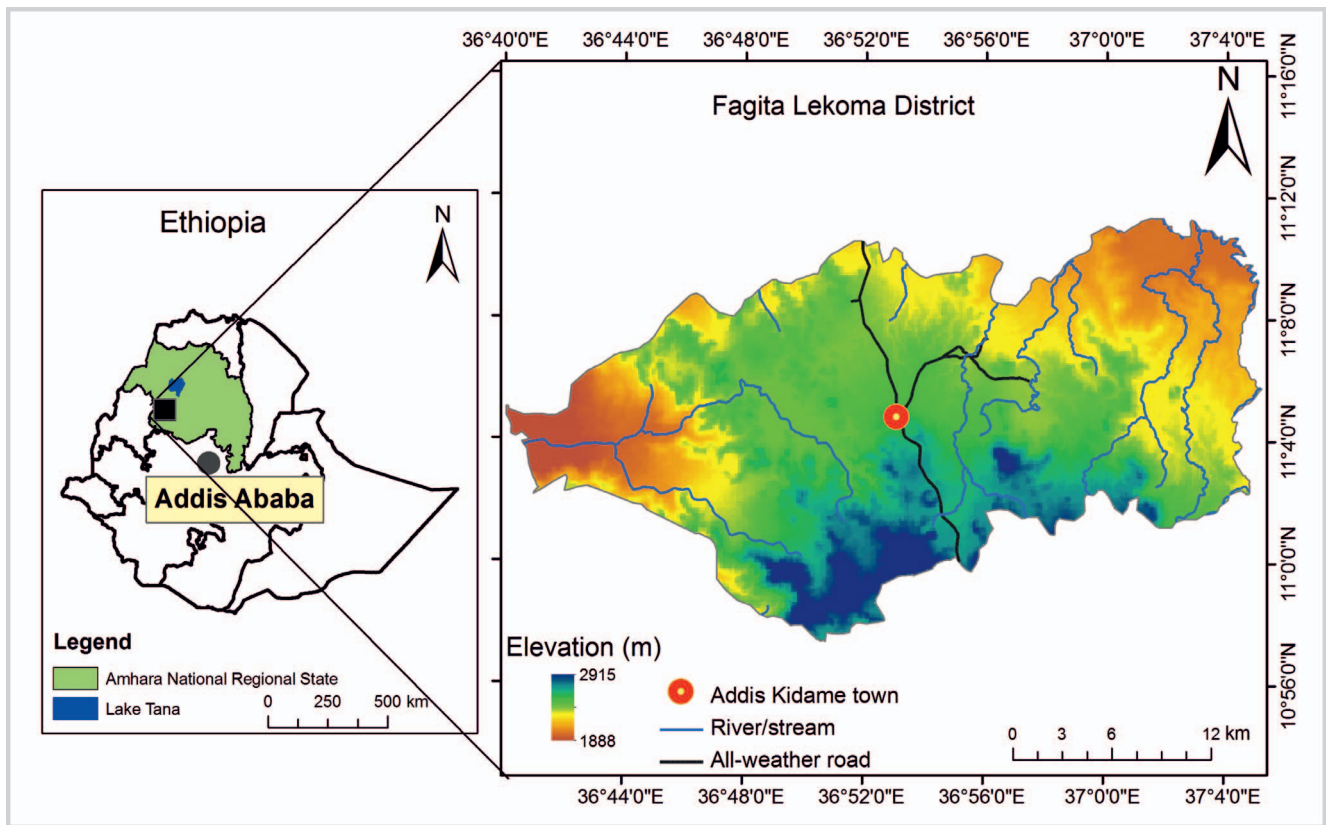 36°40'0"E 36°44'0"E 36°48'0"E 36°52'0"E 36°56'0"E 37°0'0"E 37°4'0"E
Fagita Lekoma District
N
11°16'0"N
11°12'0"N
11°8'0"N
11°4'0"N
11°0'0"N
10°56'0"N
Ethiopia
N
Addis Ababa
Legend
Amhara National Regional State
Lake Tana
0 250 500 km
Elevation (m)
2915
1888
Addis Kidame town
River/stream
All-weather road
0 3 6 12 km
36°44'0"E 36°48'0"E 36°52'0"E 36°56'0"E 37°0'0"E 37°4'0"E